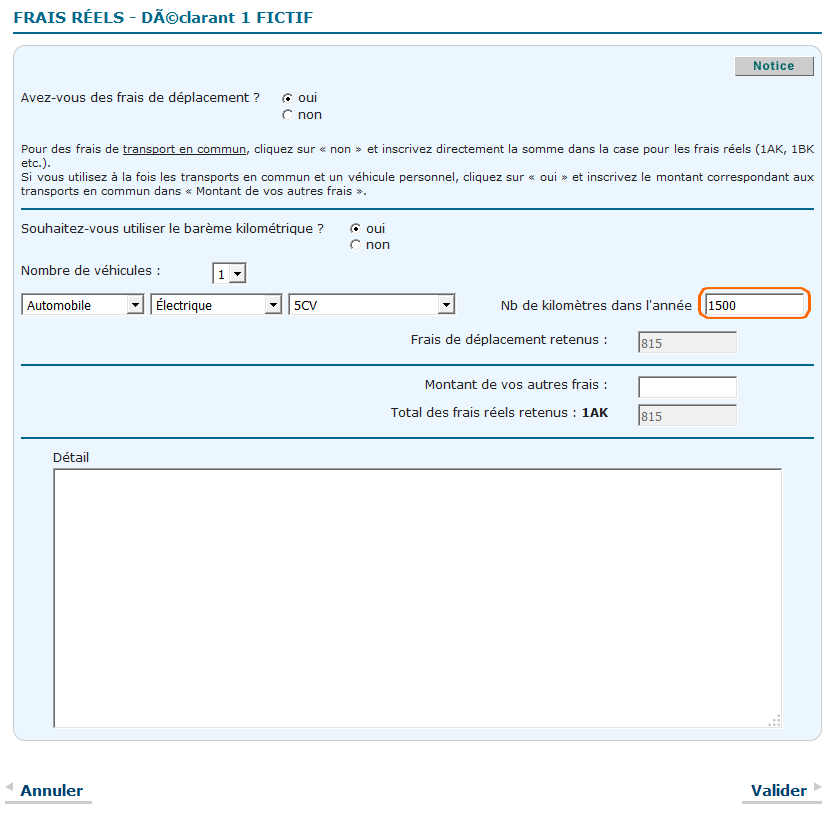 FRAIS RÉELS - DÃ©clarant 1 FICTIF
Notice
Avez-vous des frais de déplacement ? oui
non
Pour des frais de transport en commun, cliquez sur « non » et inscrivez directement la somme dans la case pour les frais réels (1AK, 1BK
etc.).
Si vous utilisez à la fois les transports en commun et un véhicule personnel, cliquez sur « oui » et inscrivez le montant correspondant aux
transports en commun dans « Montant de vos autres frais ».
Souhaitez-vous utiliser le barème kilométrique ? oui
non
Nombre de véhicules : 1
Automobile Électrique 5CV Nb de kilomètres dans l'année 1500
Frais de déplacement retenus : 815
Montant de vos autres frais :
Total des frais réels retenus : 1AK 815
Détail
Annuler Valider